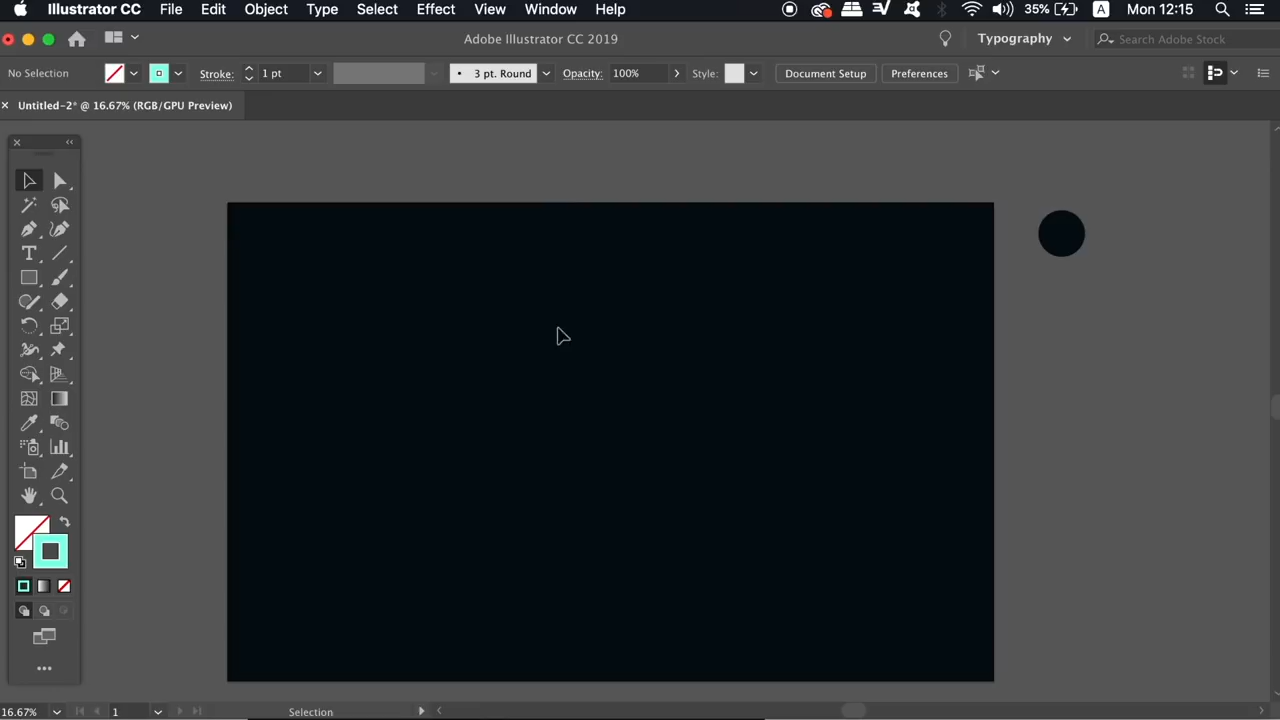 Illustrator CC File Edit Object Type Select Effect View Window Help 35% A Mon 12:15
Adobe Illustrator CC 2019 Typography Search Adobe Stock
No Selection Stroke: 1 pt 3 pt. Round Opacity: 100% Style: Document Setup Preferences
Untitled-2* @ 16.67% (RGB/GPU Preview)
16.67% 1 Selection